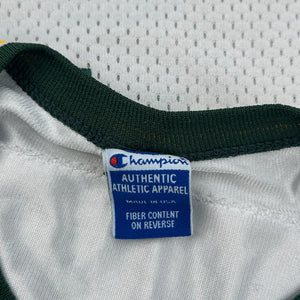 Champion
AUTHENTIC
ATHLETIC APPAREL
MADE IN USA
FIBER CONTENT
ON REVERSE